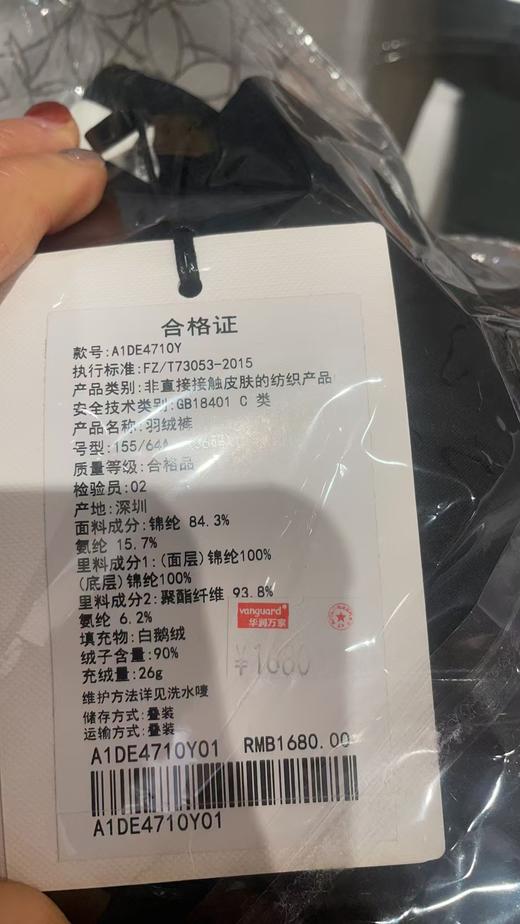 合格证
款号:A1DE4710Y
执行标准:FZ/T73053-2015
产品类别:非直接接触皮肤的纺织产品
安全技术类别:GB18401 C 类
产品名称:羽绒裤
号型:155/64A
质量等级:合格品
检验员:02
产地:深圳
面料成分:锦纶 84.3%
氨纶 15.7%
里料成分1:(面层)锦纶100%
(底层)锦纶100%
里料成分2:聚酯纤维 93.8%
氨纶 6.2%
填充物:白鹅绒
绒子含量:90%
充绒量:26g
vanguard
华润万家
¥1680
维护方法详见洗水唛
储存方式:叠装
运输方式:叠装
A1DE4710Y01 RMB1680.00
A1DE4710Y01